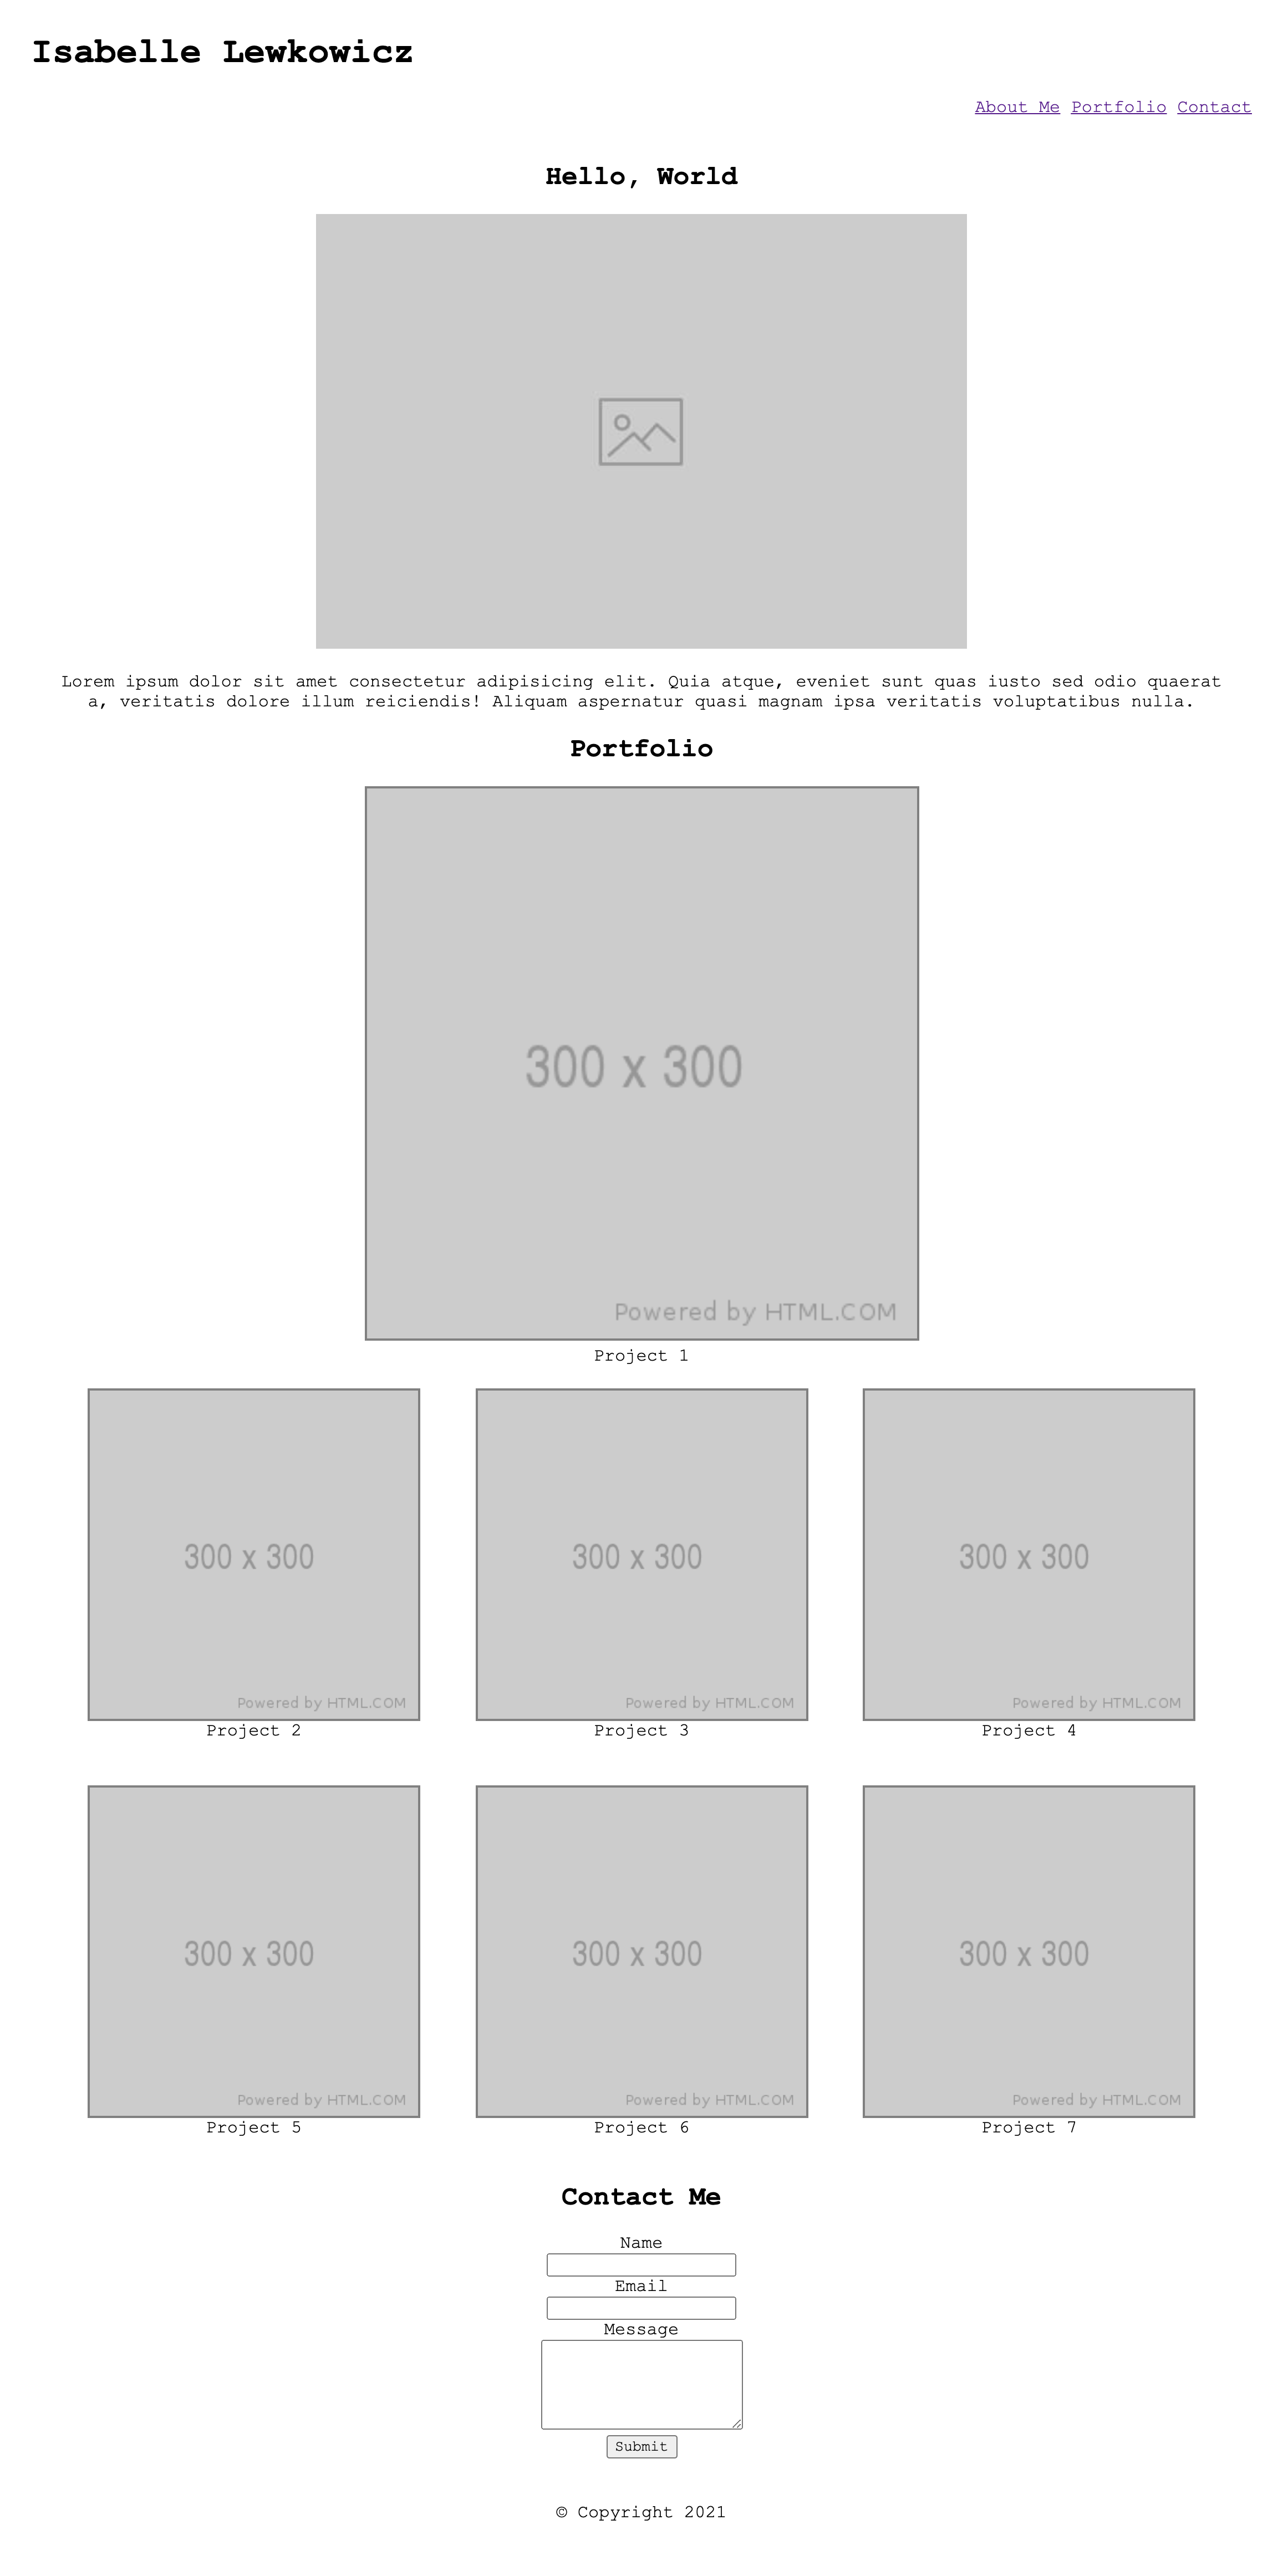 Isabelle Lewkowicz
About Me Portfolio Contact
Hello, World
Lorem ipsum dolor sit amet consectetur adipisicing elit. Quia atque, eveniet sunt quas iusto sed odio quaerat
a, veritatis dolore illum reiciendis! Aliquam aspernatur quasi magnam ipsa veritatis voluptatibus nulla.
Portfolio
300 x 300
Powered by HTML.COM
Project 1
300 x 300 300 x 300 300 x 300
Powered by HTML.COM Powered by HTML.COM Powered by HTML.COM
Project 2 Project 3 Project 4
300 x 300 300 x 300 300 x 300
Powered by HTML.COM Powered by HTML.COM Powered by HTML.COM
Project 5 Project 6 Project 7
Contact Me
Name
Email
Message
Submit
© Copyright 2021